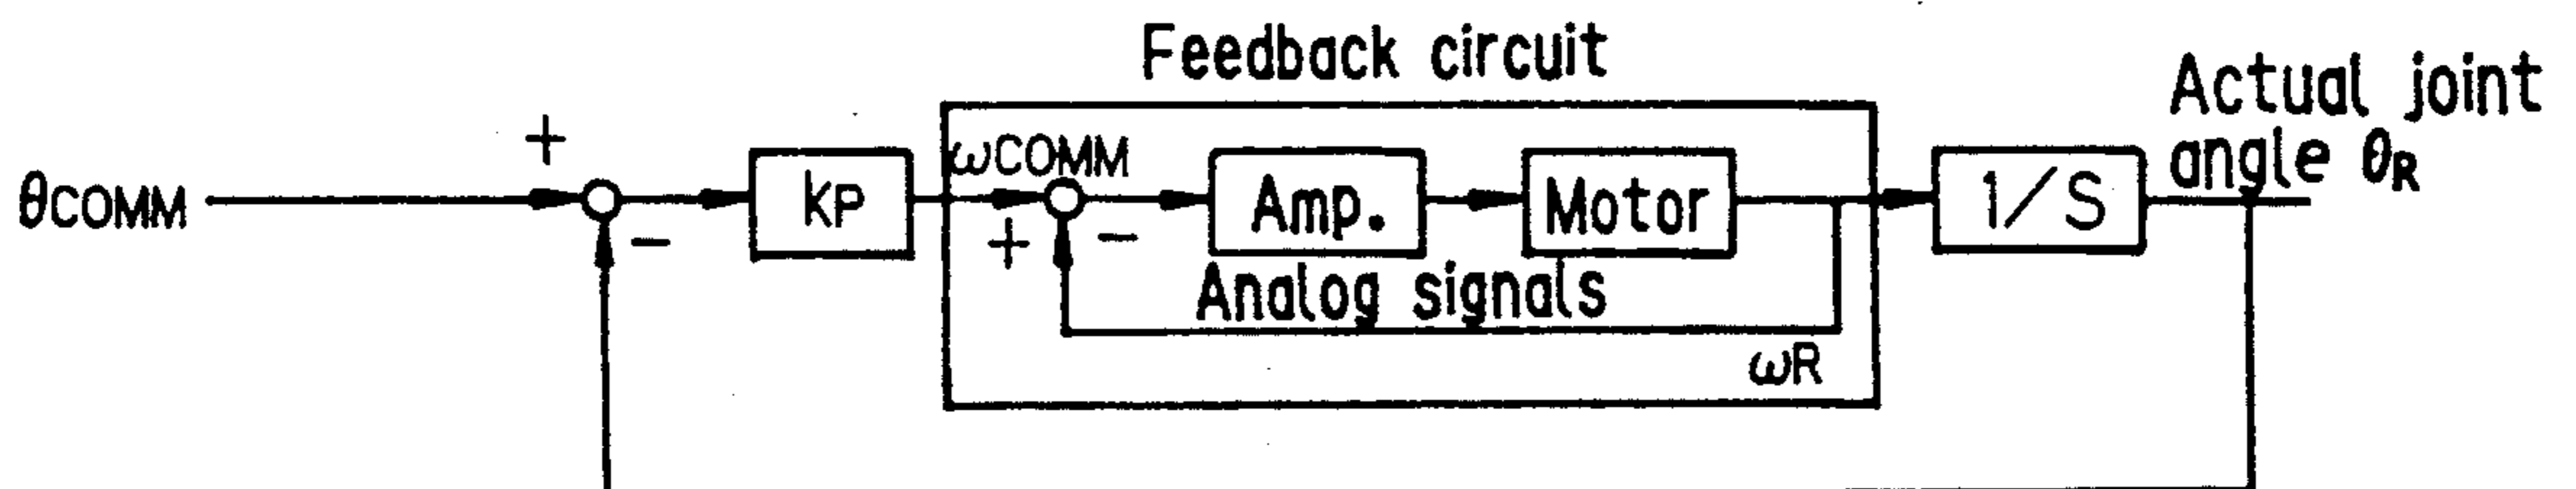 Feedback circuit
Actual joint
angle θR
+
ωCOMM
θCOMM
kP
Amp.
Motor
1/S
−
+
−
Analog signals
ωR